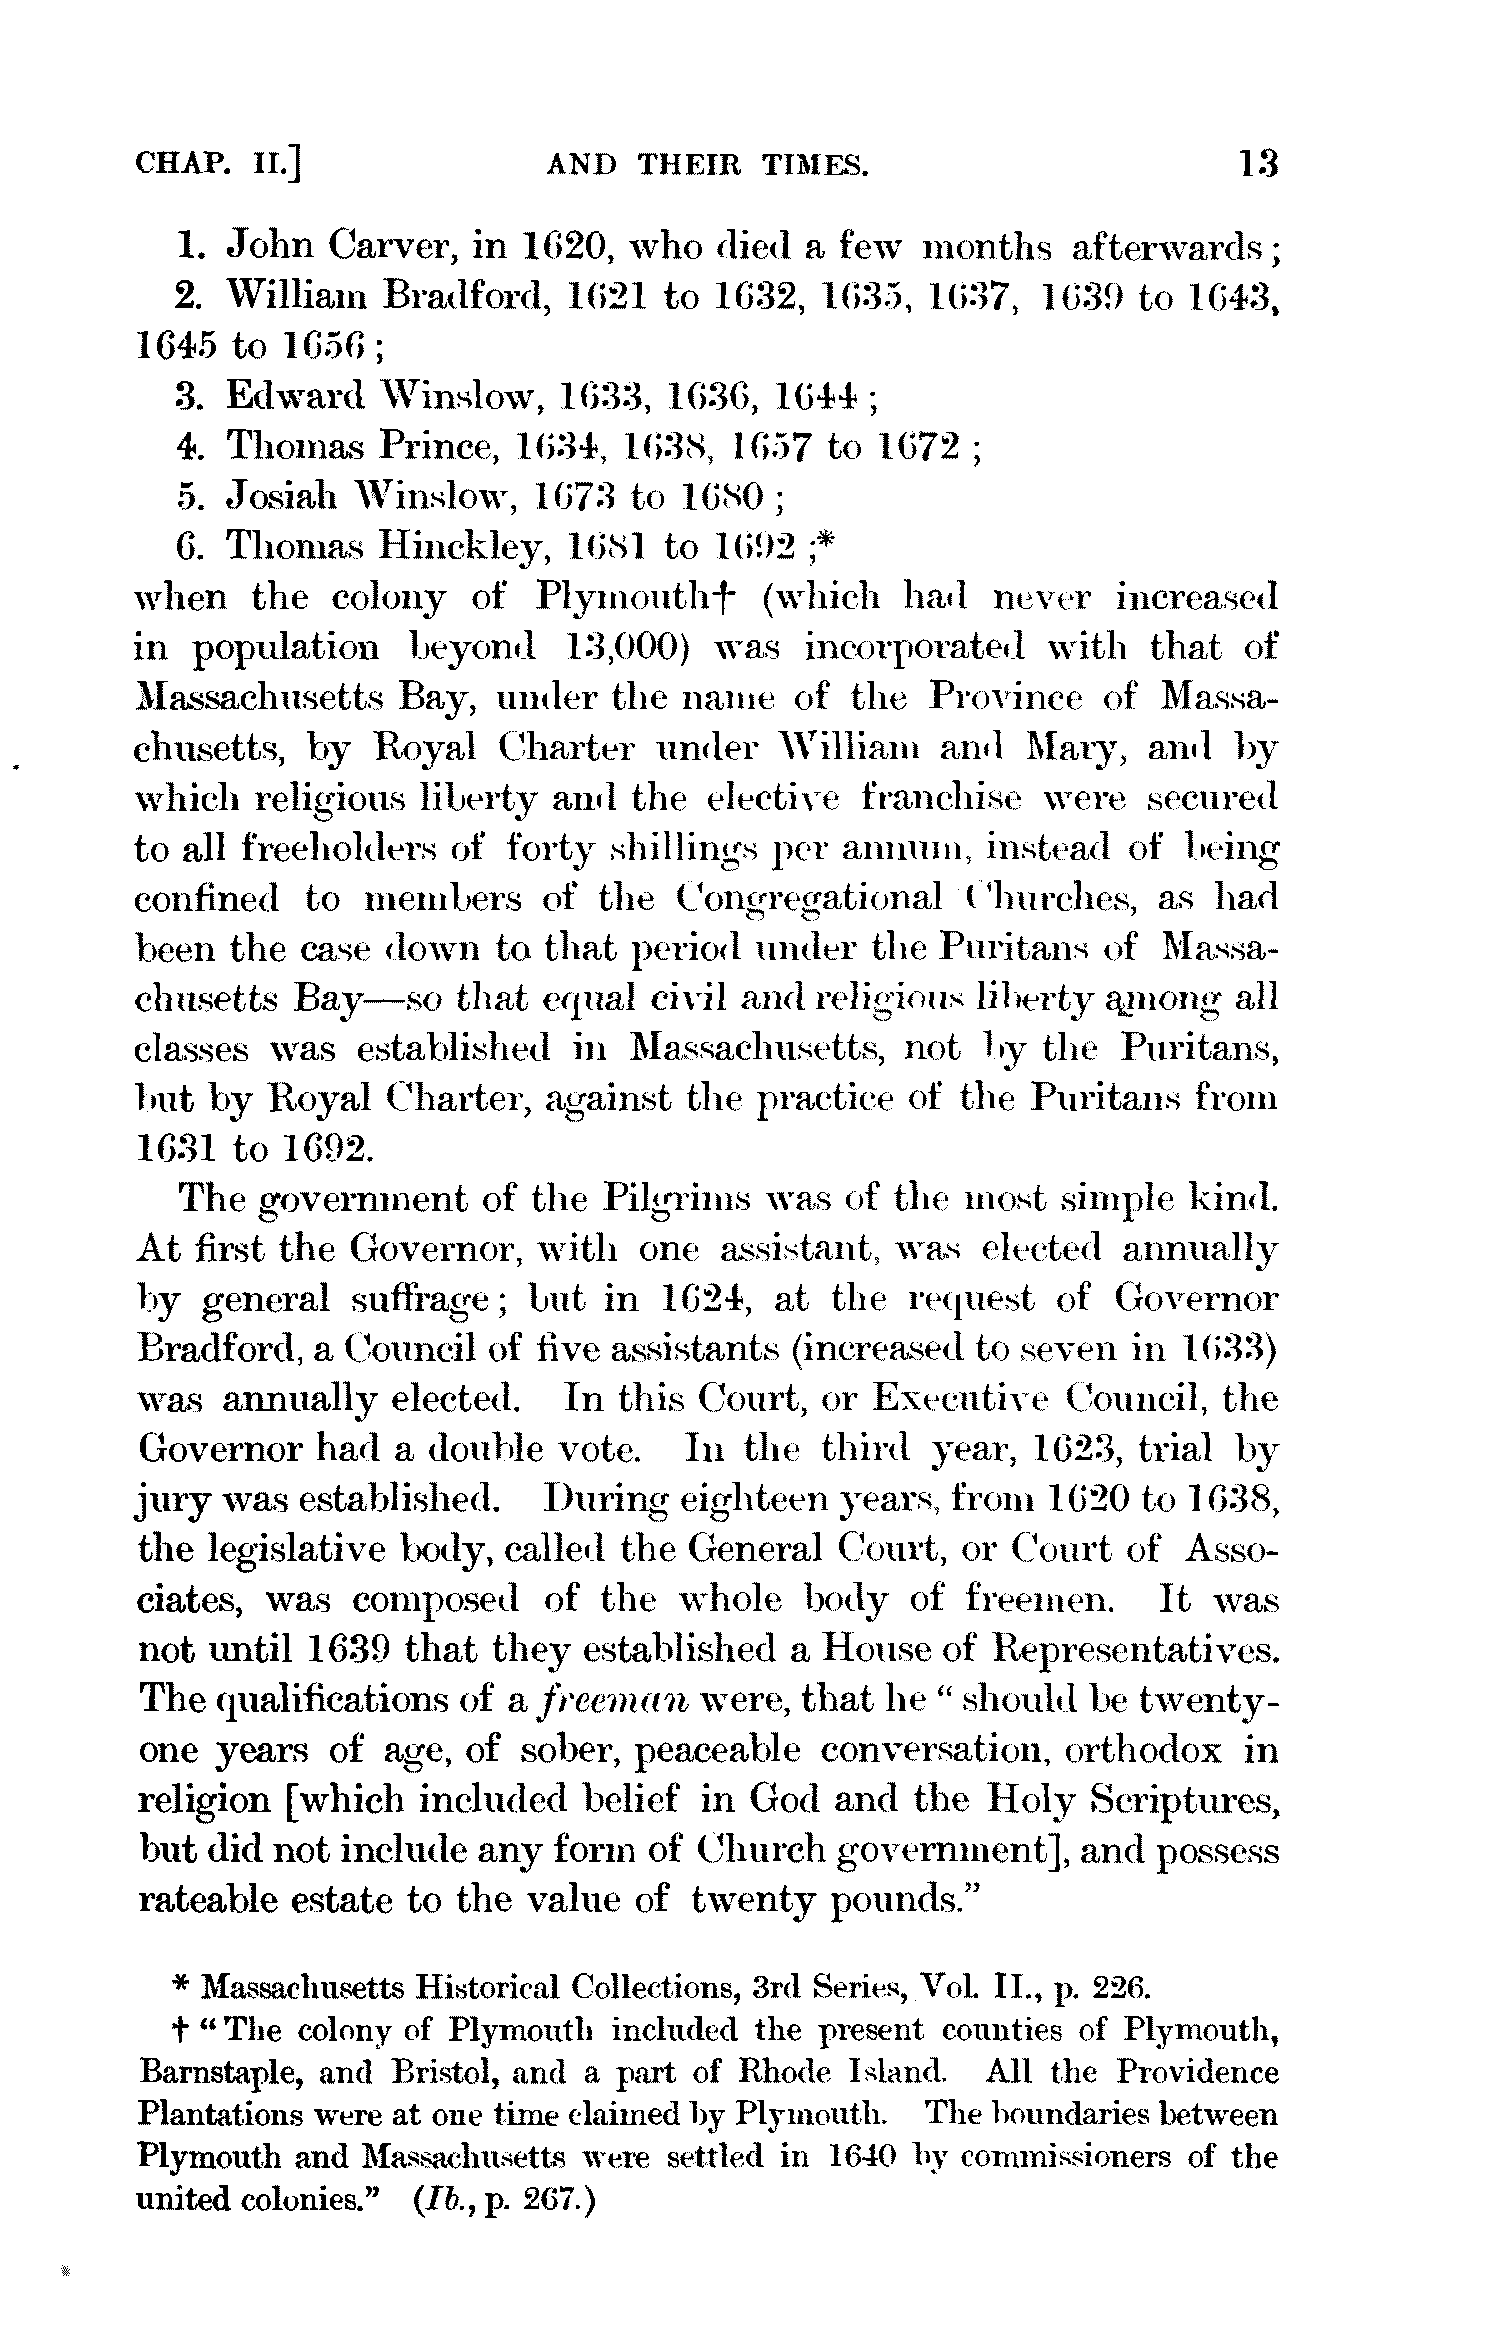 CHAP. II.] AND THEIR TIMES. 13
1. John Carver, in 1620, who died a few months afterwards;
2. William Bradford, 1621 to 1632, 1635, 1637, 1639 to 1643,
1645 to 1656;
3. Edward Winslow, 1633, 1636, 1644;
4. Thomas Prince, 1634, 1638, 1657 to 1672;
5. Josiah Winslow, 1673 to 1680;
6. Thomas Hinckley, 1681 to 1692;*
when the colony of Plymouth† (which had never increased
in population beyond 13,000) was incorporated with that of
Massachusetts Bay, under the name of the Province of Massa-
chusetts, by Royal Charter under William and Mary, and by
which religious liberty and the elective franchise were secured
to all freeholders of forty shillings per annum, instead of being
confined to members of the Congregational Churches, as had
been the case down to that period under the Puritans of Massa-
chusetts Bay—so that equal civil and religious liberty among all
classes was established in Massachusetts, not by the Puritans,
but by Royal Charter, against the practice of the Puritans from
1631 to 1692.
The government of the Pilgrims was of the most simple kind.
At first the Governor, with one assistant, was elected annually
by general suffrage; but in 1624, at the request of Governor
Bradford, a Council of five assistants (increased to seven in 1633)
was annually elected. In this Court, or Executive Council, the
Governor had a double vote. In the third year, 1623, trial by
jury was established. During eighteen years, from 1620 to 1638,
the legislative body, called the General Court, or Court of Asso-
ciates, was composed of the whole body of freemen. It was
not until 1639 that they established a House of Representatives.
The qualifications of a freeman were, that he “should be twenty-
one years of age, of sober, peaceable conversation, orthodox in
religion [which included belief in God and the Holy Scriptures,
but did not include any form of Church government], and possess
rateable estate to the value of twenty pounds.”
* Massachusetts Historical Collections, 3rd Series, Vol. II., p. 226.
† “The colony of Plymouth included the present counties of Plymouth,
Barnstaple, and Bristol, and a part of Rhode Island. All the Providence
Plantations were at one time claimed by Plymouth. The boundaries between
Plymouth and Massachusetts were settled in 1640 by commissioners of the
united colonies.” (Ib., p. 267.)